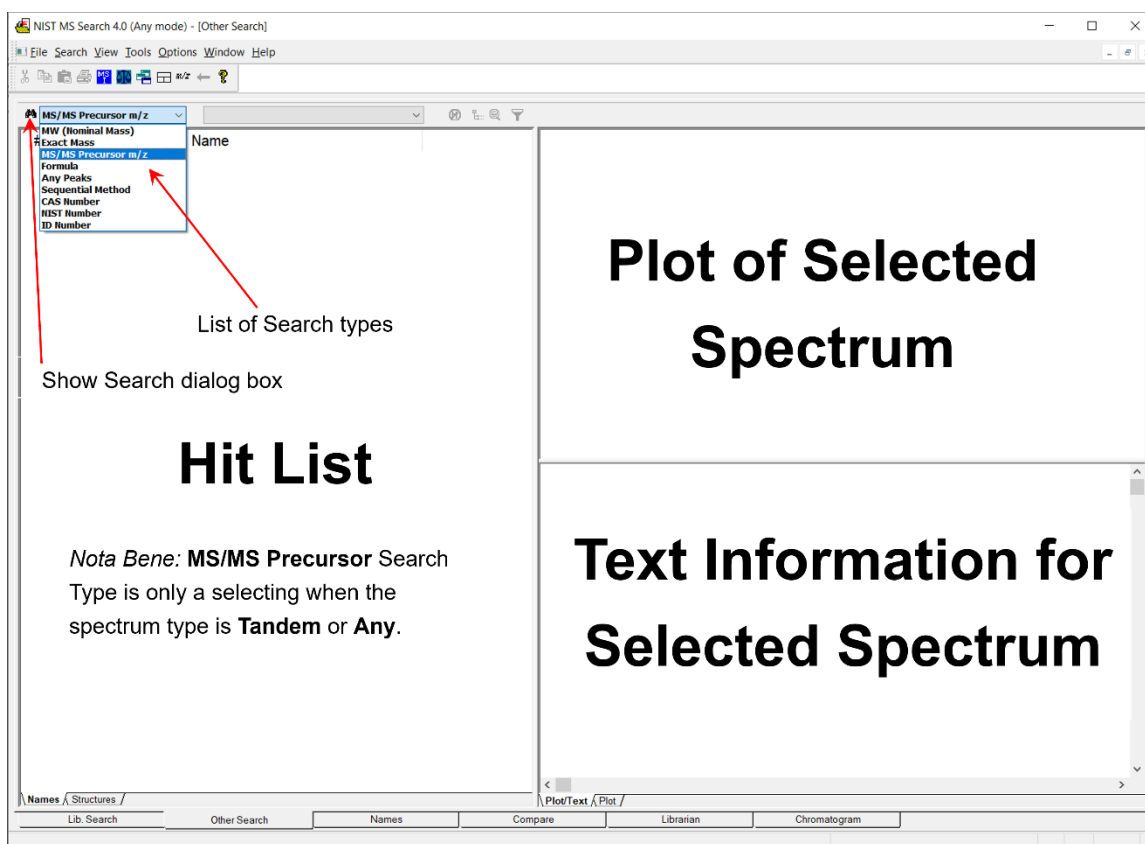 NIST MS Search 4.0 (Any mode) - [Other Search]
File Search View Tools Options Window Help
MS m/z ?
MS/MS Precursor m/z
# Name
MW (Nominal Mass)
Exact Mass
MS/MS Precursor m/z
Formula
Any Peaks
Sequential Method
CAS Number
NIST Number
ID Number
List of Search types
Show Search dialog box
Hit List
Nota Bene: MS/MS Precursor Search
Type is only a selecting when the
spectrum type is Tandem or Any.
Plot of Selected
Spectrum
Text Information for
Selected Spectrum
Names Structures
Plot/Text Plot
Lib. Search Other Search Names Compare Librarian Chromatogram